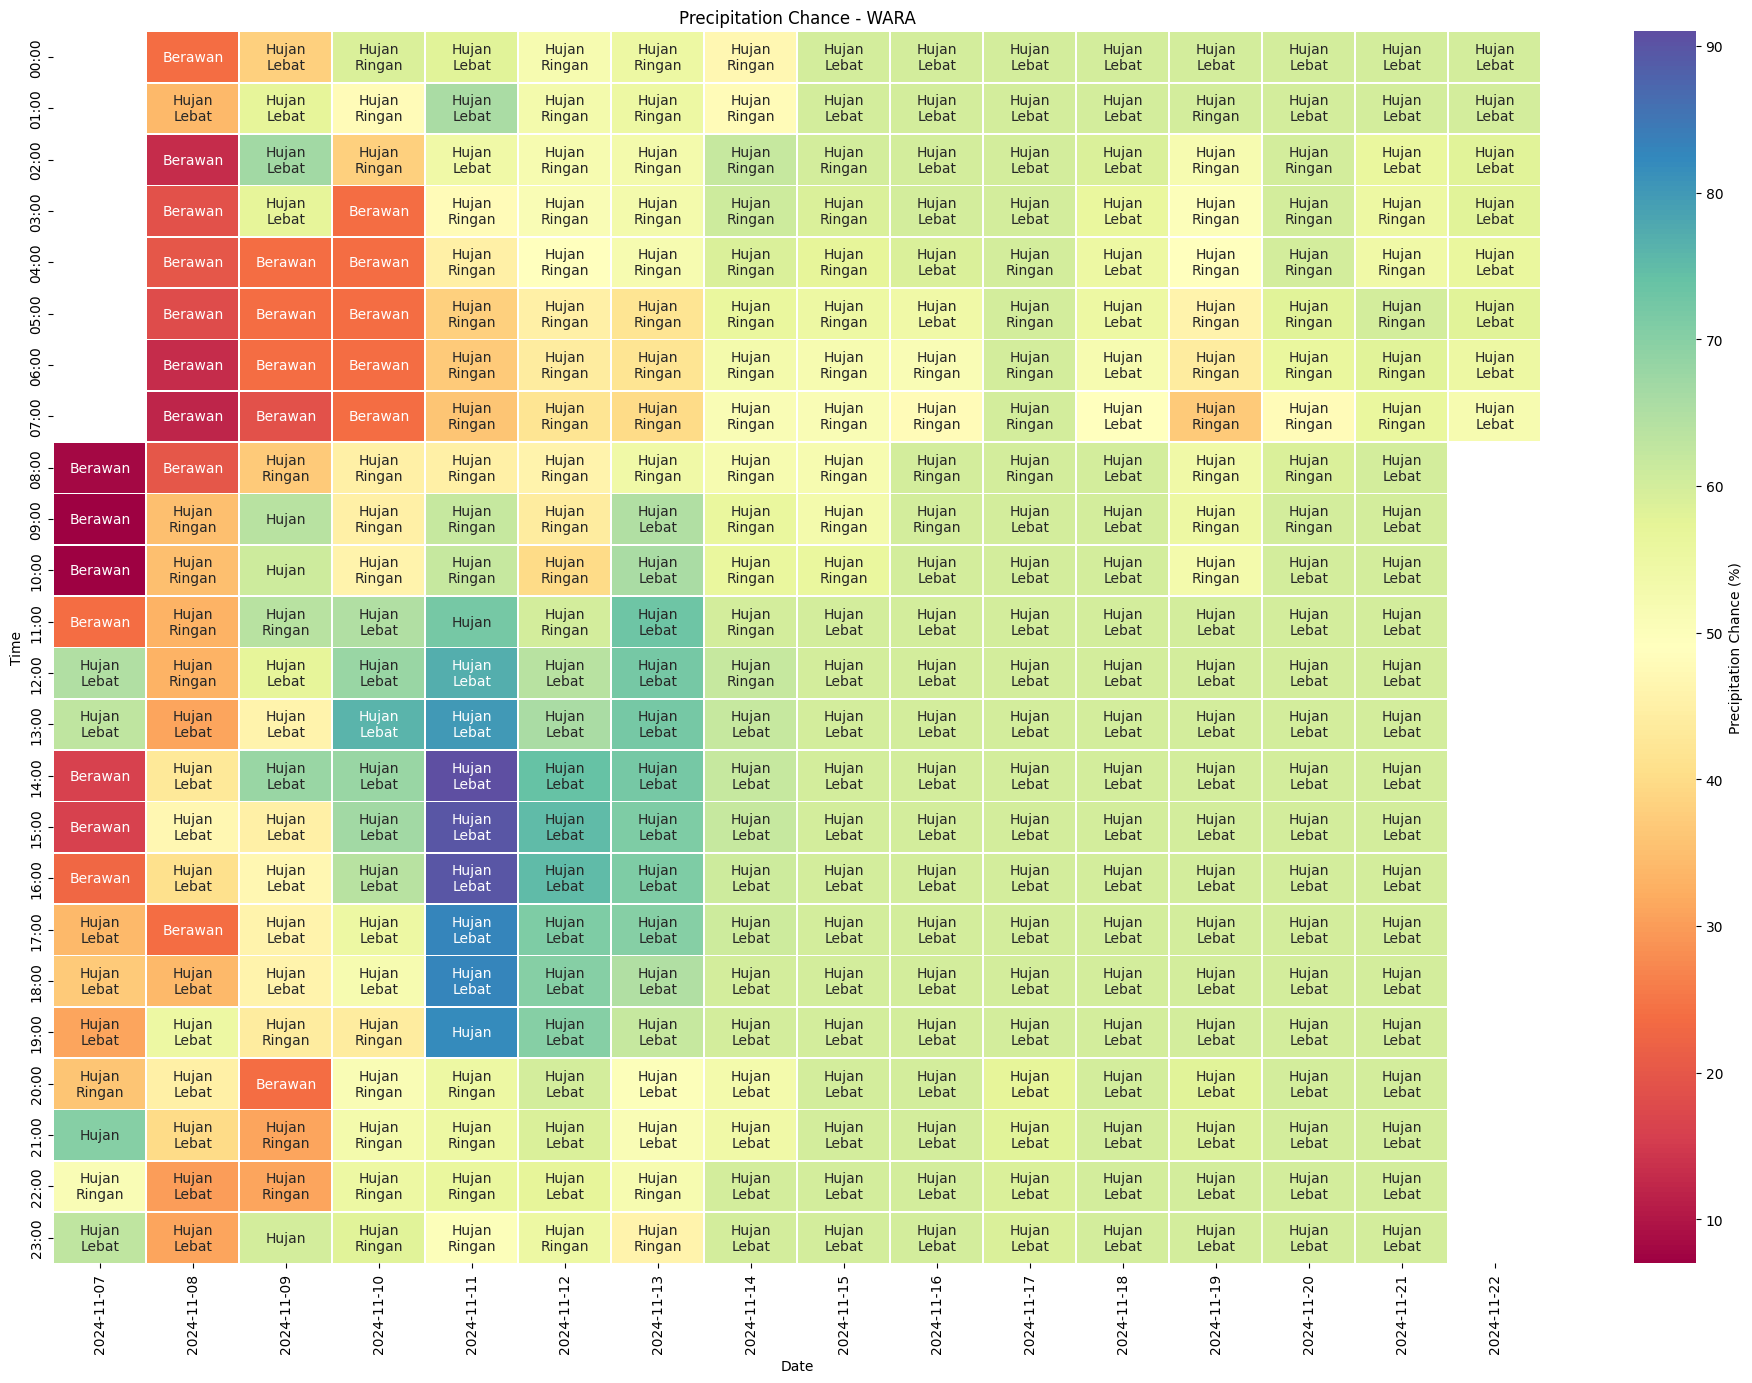 Precipitation Chance - WARA
00:00 Berawan Hujan Lebat Hujan Ringan Hujan Lebat Hujan Ringan Hujan Ringan Hujan Ringan Hujan Lebat Hujan Lebat Hujan Lebat Hujan Lebat Hujan Lebat Hujan Lebat Hujan Lebat Hujan Lebat
01:00 Hujan Lebat Hujan Lebat Hujan Ringan Hujan Lebat Hujan Ringan Hujan Ringan Hujan Ringan Hujan Lebat Hujan Lebat Hujan Lebat Hujan Lebat Hujan Ringan Hujan Lebat Hujan Lebat Hujan Lebat
02:00 Berawan Hujan Lebat Hujan Ringan Hujan Lebat Hujan Ringan Hujan Ringan Hujan Ringan Hujan Ringan Hujan Lebat Hujan Lebat Hujan Lebat Hujan Ringan Hujan Ringan Hujan Lebat Hujan Lebat
03:00 Berawan Hujan Lebat Berawan Hujan Ringan Hujan Ringan Hujan Ringan Hujan Ringan Hujan Ringan Hujan Lebat Hujan Lebat Hujan Lebat Hujan Ringan Hujan Ringan Hujan Ringan Hujan Lebat
04:00 Berawan Berawan Berawan Hujan Ringan Hujan Ringan Hujan Ringan Hujan Ringan Hujan Ringan Hujan Lebat Hujan Ringan Hujan Lebat Hujan Ringan Hujan Ringan Hujan Ringan Hujan Lebat
05:00 Berawan Berawan Berawan Hujan Ringan Hujan Ringan Hujan Ringan Hujan Ringan Hujan Ringan Hujan Lebat Hujan Ringan Hujan Lebat Hujan Ringan Hujan Ringan Hujan Ringan Hujan Lebat
06:00 Berawan Berawan Berawan Hujan Ringan Hujan Ringan Hujan Ringan Hujan Ringan Hujan Ringan Hujan Ringan Hujan Ringan Hujan Lebat Hujan Ringan Hujan Ringan Hujan Ringan Hujan Lebat
07:00 Berawan Berawan Berawan Hujan Ringan Hujan Ringan Hujan Ringan Hujan Ringan Hujan Ringan Hujan Ringan Hujan Ringan Hujan Lebat Hujan Ringan Hujan Ringan Hujan Ringan Hujan Lebat
08:00 Berawan Berawan Hujan Ringan Hujan Ringan Hujan Ringan Hujan Ringan Hujan Ringan Hujan Ringan Hujan Ringan Hujan Ringan Hujan Ringan Hujan Lebat Hujan Ringan Hujan Ringan Hujan Lebat
09:00 Berawan Hujan Ringan Hujan Hujan Ringan Hujan Ringan Hujan Ringan Hujan Lebat Hujan Ringan Hujan Ringan Hujan Ringan Hujan Lebat Hujan Lebat Hujan Ringan Hujan Ringan Hujan Lebat
10:00 Berawan Hujan Ringan Hujan Hujan Ringan Hujan Ringan Hujan Ringan Hujan Lebat Hujan Ringan Hujan Ringan Hujan Lebat Hujan Lebat Hujan Lebat Hujan Ringan Hujan Lebat Hujan Lebat
11:00 Berawan Hujan Ringan Hujan Ringan Hujan Lebat Hujan Hujan Ringan Hujan Lebat Hujan Ringan Hujan Lebat Hujan Lebat Hujan Lebat Hujan Lebat Hujan Lebat Hujan Lebat Hujan Lebat
12:00 Hujan Lebat Hujan Ringan Hujan Lebat Hujan Lebat Hujan Lebat Hujan Lebat Hujan Lebat Hujan Ringan Hujan Lebat Hujan Lebat Hujan Lebat Hujan Lebat Hujan Lebat Hujan Lebat Hujan Lebat
13:00 Hujan Lebat Hujan Lebat Hujan Lebat Hujan Lebat Hujan Lebat Hujan Lebat Hujan Lebat Hujan Lebat Hujan Lebat Hujan Lebat Hujan Lebat Hujan Lebat Hujan Lebat Hujan Lebat Hujan Lebat
14:00 Berawan Hujan Lebat Hujan Lebat Hujan Lebat Hujan Lebat Hujan Lebat Hujan Lebat Hujan Lebat Hujan Lebat Hujan Lebat Hujan Lebat Hujan Lebat Hujan Lebat Hujan Lebat Hujan Lebat
15:00 Berawan Hujan Lebat Hujan Lebat Hujan Lebat Hujan Lebat Hujan Lebat Hujan Lebat Hujan Lebat Hujan Lebat Hujan Lebat Hujan Lebat Hujan Lebat Hujan Lebat Hujan Lebat Hujan Lebat
16:00 Berawan Hujan Lebat Hujan Lebat Hujan Lebat Hujan Lebat Hujan Lebat Hujan Lebat Hujan Lebat Hujan Lebat Hujan Lebat Hujan Lebat Hujan Lebat Hujan Lebat Hujan Lebat Hujan Lebat
17:00 Hujan Lebat Berawan Hujan Lebat Hujan Lebat Hujan Lebat Hujan Lebat Hujan Lebat Hujan Lebat Hujan Lebat Hujan Lebat Hujan Lebat Hujan Lebat Hujan Lebat Hujan Lebat Hujan Lebat
18:00 Hujan Lebat Hujan Lebat Hujan Lebat Hujan Lebat Hujan Lebat Hujan Lebat Hujan Lebat Hujan Lebat Hujan Lebat Hujan Lebat Hujan Lebat Hujan Lebat Hujan Lebat Hujan Lebat Hujan Lebat
19:00 Hujan Lebat Hujan Lebat Hujan Ringan Hujan Ringan Hujan Hujan Lebat Hujan Lebat Hujan Lebat Hujan Lebat Hujan Lebat Hujan Lebat Hujan Lebat Hujan Lebat Hujan Lebat Hujan Lebat
20:00 Hujan Ringan Hujan Lebat Berawan Hujan Ringan Hujan Ringan Hujan Lebat Hujan Lebat Hujan Lebat Hujan Lebat Hujan Lebat Hujan Lebat Hujan Lebat Hujan Lebat Hujan Lebat Hujan Lebat
21:00 Hujan Hujan Lebat Hujan Ringan Hujan Ringan Hujan Ringan Hujan Lebat Hujan Lebat Hujan Lebat Hujan Lebat Hujan Lebat Hujan Lebat Hujan Lebat Hujan Lebat Hujan Lebat Hujan Lebat
22:00 Hujan Ringan Hujan Lebat Hujan Ringan Hujan Ringan Hujan Ringan Hujan Lebat Hujan Ringan Hujan Lebat Hujan Lebat Hujan Lebat Hujan Lebat Hujan Lebat Hujan Lebat Hujan Lebat Hujan Lebat
23:00 Hujan Lebat Hujan Lebat Hujan Hujan Ringan Hujan Ringan Hujan Ringan Hujan Ringan Hujan Lebat Hujan Lebat Hujan Lebat Hujan Lebat Hujan Lebat Hujan Lebat Hujan Lebat Hujan Lebat
Time
2024-11-07 2024-11-08 2024-11-09 2024-11-10 2024-11-11 2024-11-12 2024-11-13 2024-11-14 2024-11-15 2024-11-16 2024-11-17 2024-11-18 2024-11-19 2024-11-20 2024-11-21 2024-11-22
Date
90
80
70
60
50
40
30
20
10
Precipitation Chance (%)